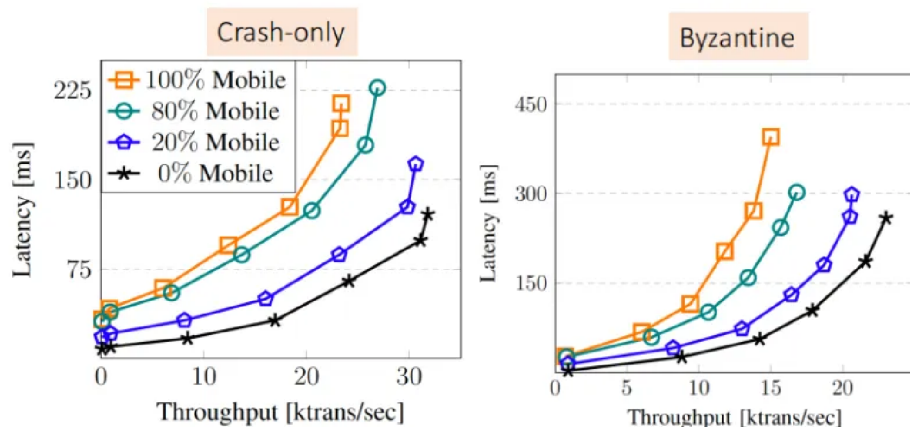 Crash-only
Latency [ms]
225
150
75
100% Mobile
80% Mobile
20% Mobile
0% Mobile
0 10 20 30
Throughput [ktrans/sec]
Byzantine
Latency [ms]
450
300
150
0 5 10 15 20
Throughput [ktrans/sec]